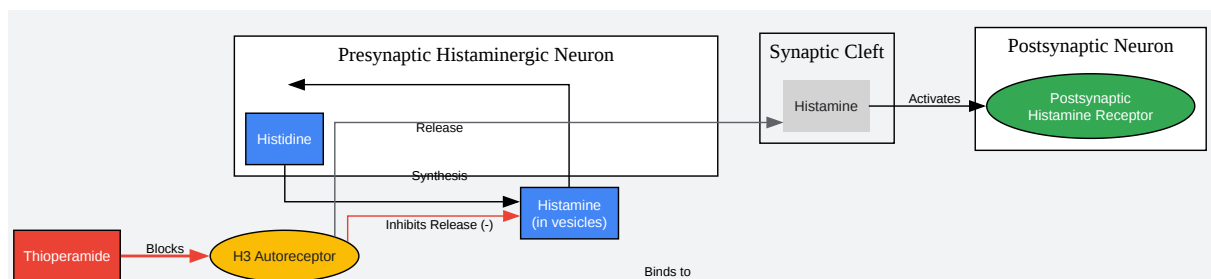 Presynaptic Histaminergic Neuron
Synaptic Cleft
Postsynaptic Neuron
Histidine
Release
Histamine
Activates
Postsynaptic
Histamine Receptor
Synthesis
Histamine
(in vesicles)
Inhibits Release (-)
Thioperamide
Blocks
H3 Autoreceptor
Binds to